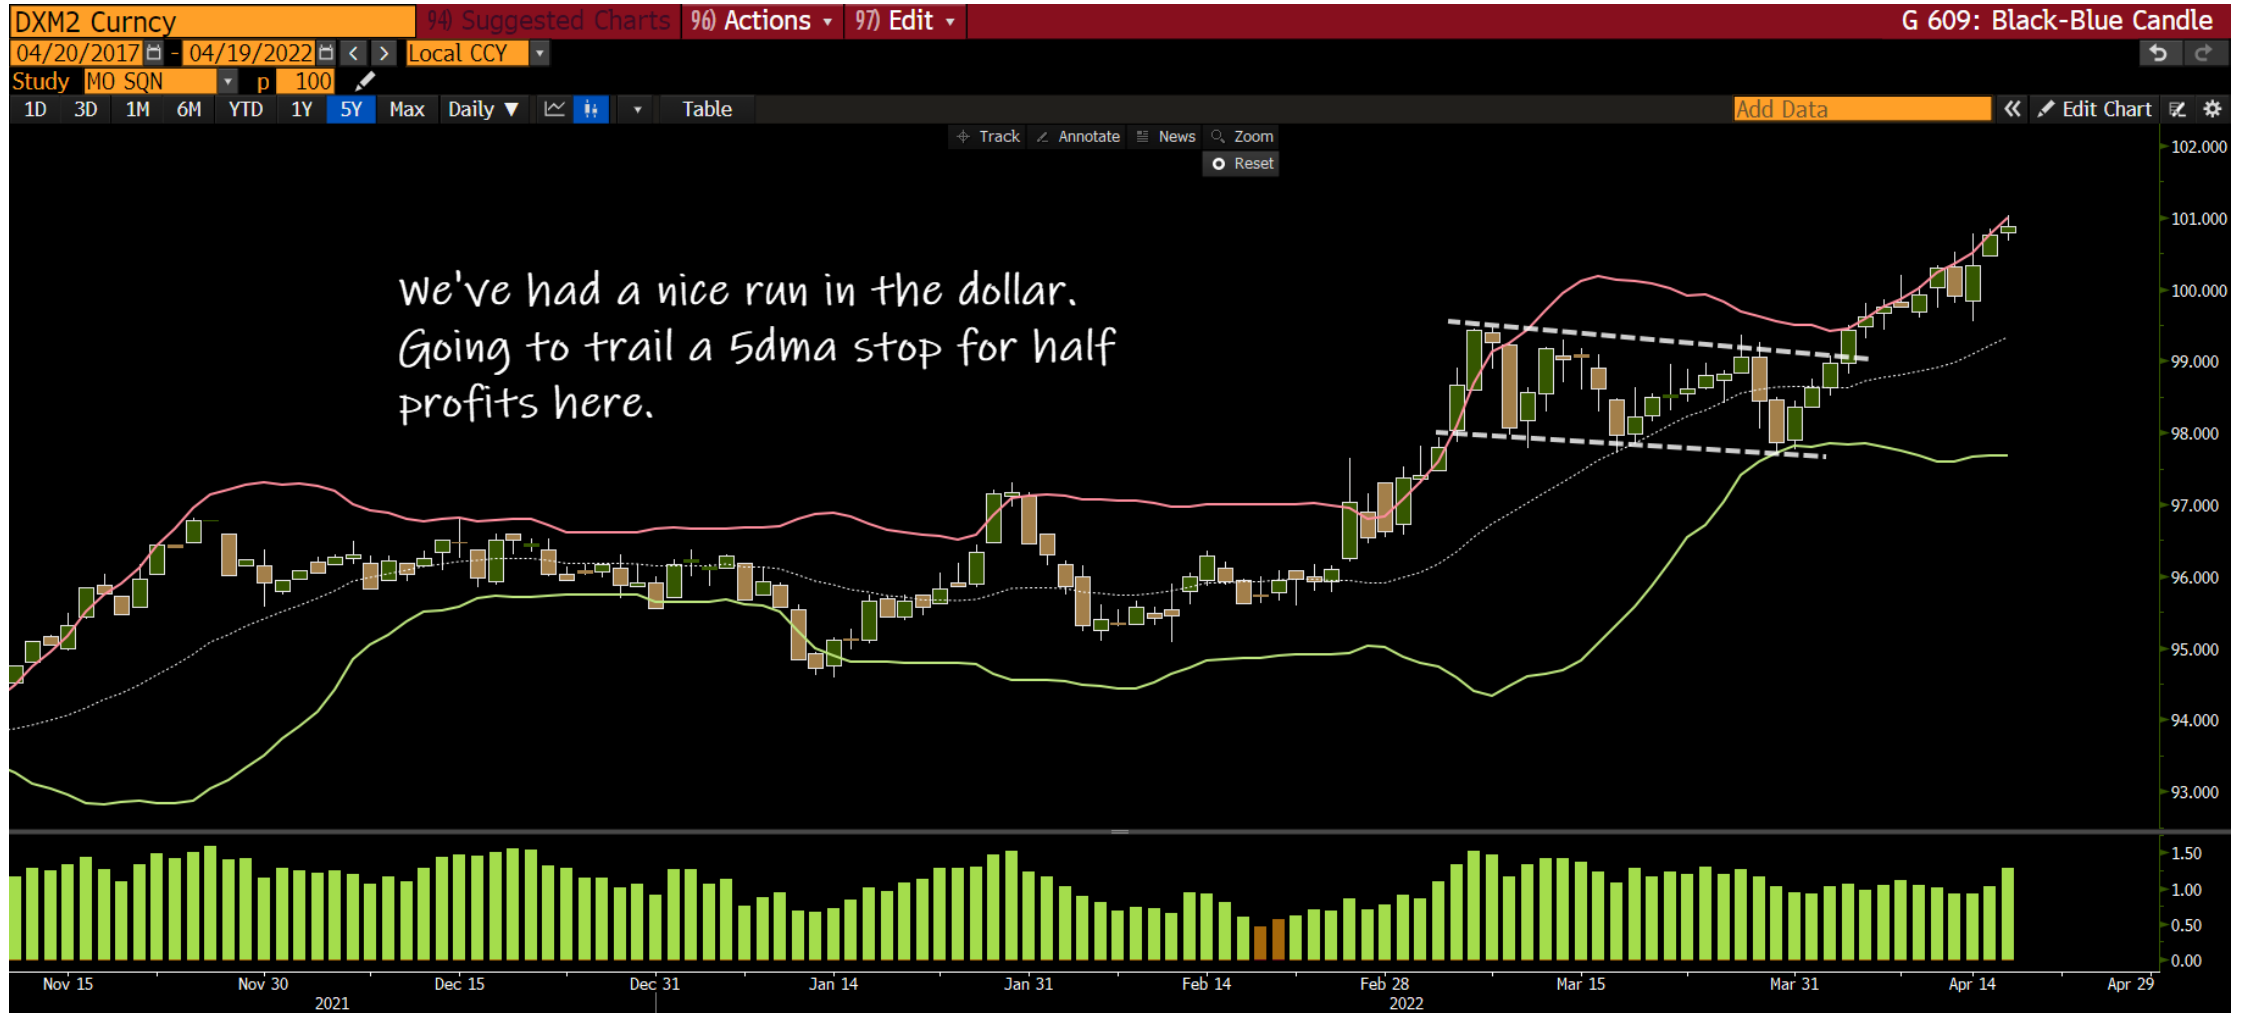 DXM2 Curncy 94) Suggested Charts 96) Actions 97) Edit G 609: Black-Blue Candle
04/20/2017 - 04/19/2022 Local CCY
Study MO SQN p 100
1D 3D 1M 6M YTD 1Y 5Y Max Daily ▼ Table Add Data « Edit Chart
Track Annotate News Zoom
Reset
We've had a nice run in the dollar.
Going to trail a 5dma stop for half
profits here.
102.000
101.000
100.000
99.000
98.000
97.000
96.000
95.000
94.000
93.000
1.50
1.00
0.50
0.00
Nov 15 Nov 30 Dec 15 Dec 31 Jan 14 Jan 31 Feb 14 Feb 28 Mar 15 Mar 31 Apr 14 Apr 29
2021 2022